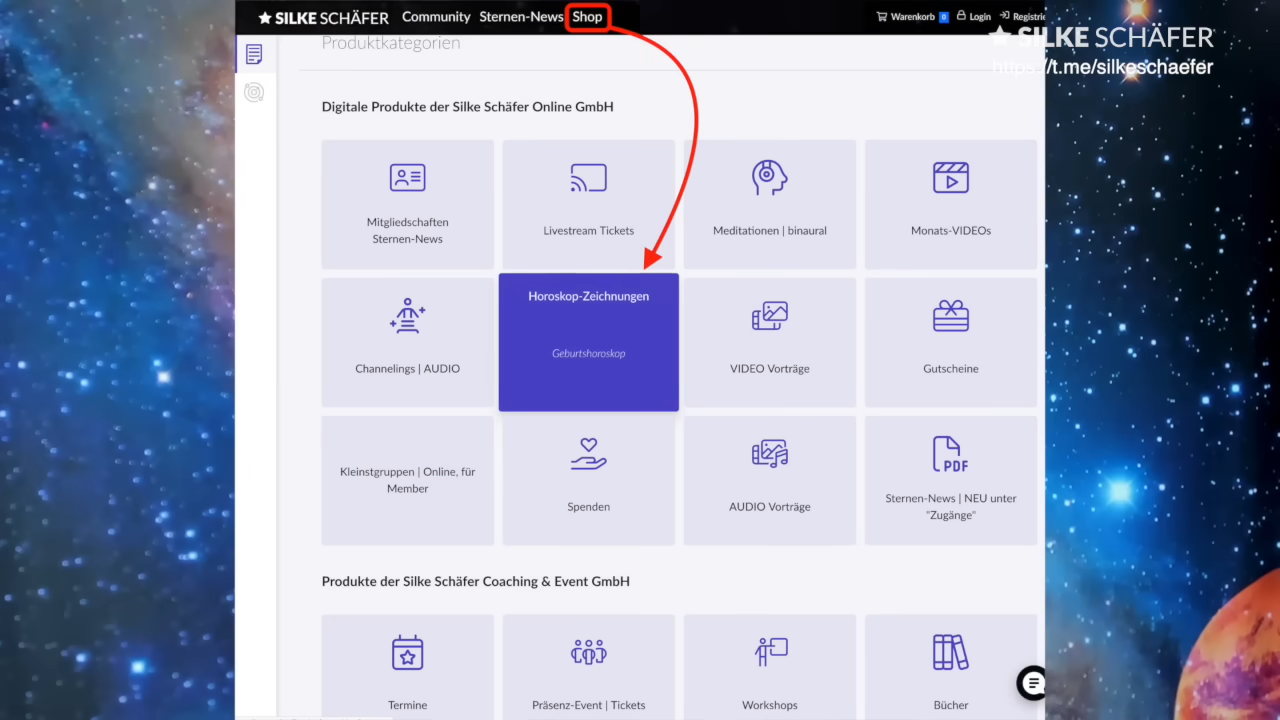 SILKE SCHÄFER Community Sternen-News Shop Warenkorb 0 Login Registrie
SILKE SCHÄFER
https://t.me/silkeschaefer
Produktkategorien
Digitale Produkte der Silke Schäfer Online GmbH
Mitgliedschaften
Sternen-News
Livestream Tickets
Meditationen | binaural
Monats-VIDEOs
Channelings | AUDIO
Horoskop-Zeichnungen
Geburtshoroskop
VIDEO Vorträge
Gutscheine
Kleinstgruppen | Online, für
Member
Spenden
AUDIO Vorträge
PDF
Sternen-News | NEU unter
"Zugänge"
Produkte der Silke Schäfer Coaching & Event GmbH
Termine
Präsenz-Event | Tickets
Workshops
Bücher